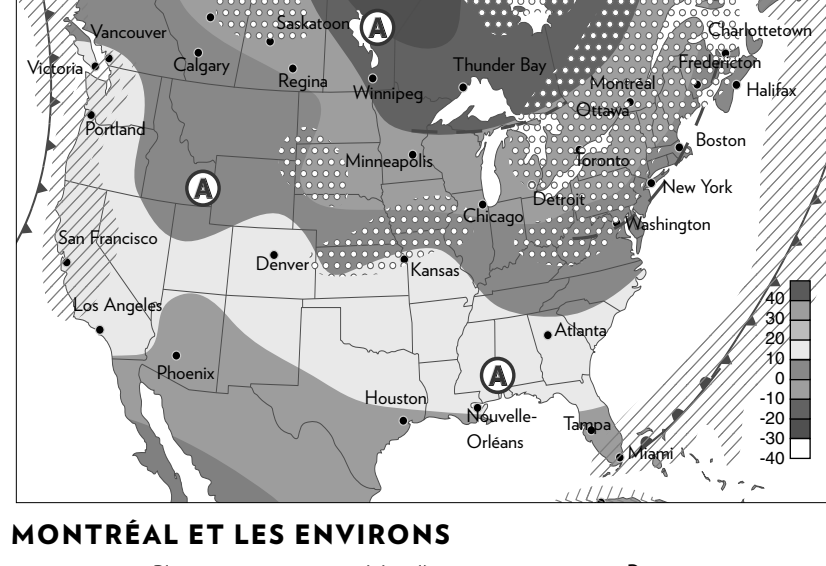 Charlottetown
Saskatoon
A
Vancouver
Victoria
Calgary
Regina
Winnipeg
Thunder Bay
Fredericton
Montréal
Halifax
Ottawa
Portland
Boston
Minneapolis
Toronto
A
New York
Detroit
Chicago
Washington
San Francisco
Denver
Kansas
Los Angeles
Atlanta
A
Phoenix
Houston
Nouvelle-
Orléans
Tampa
Miami
40
30
20
10
0
-10
-20
-30
-40
MONTRÉAL ET LES ENVIRONS